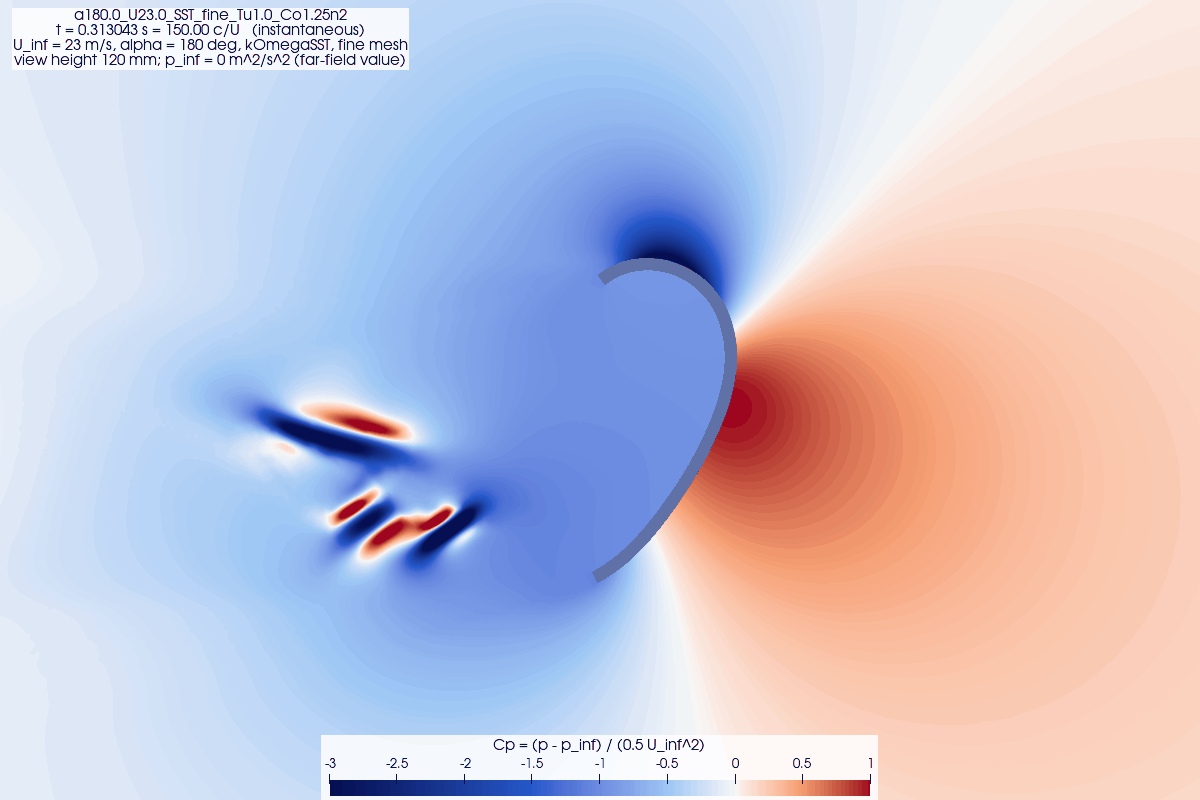 a180.0_U23.0_SST_fine_Tu1.0_Co1.25n2
t = 0.313043 s = 150.00 c/U (instantaneous)
U_inf = 23 m/s, alpha = 180 deg, kOmegaSST, fine mesh
view height 120 mm; p_inf = 0 m^2/s^2 (far-field value)
Cp = (p - p_inf) / (0.5 U_inf^2)
-3 -2.5 -2 -1.5 -1 -0.5 0 0.5 1